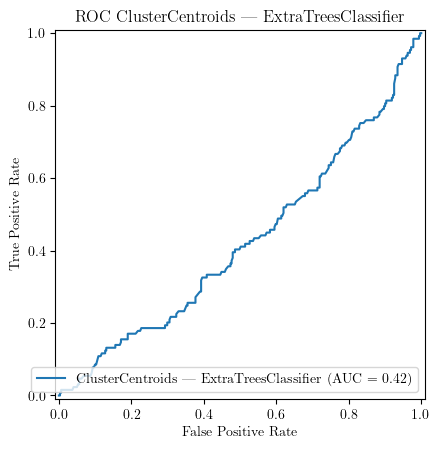 ROC ClusterCentroids — ExtraTreesClassifier
True Positive Rate
1.0
0.8
0.6
0.4
0.2
0.0
ClusterCentroids — ExtraTreesClassifier (AUC = 0.42)
0.0 0.2 0.4 0.6 0.8 1.0
False Positive Rate